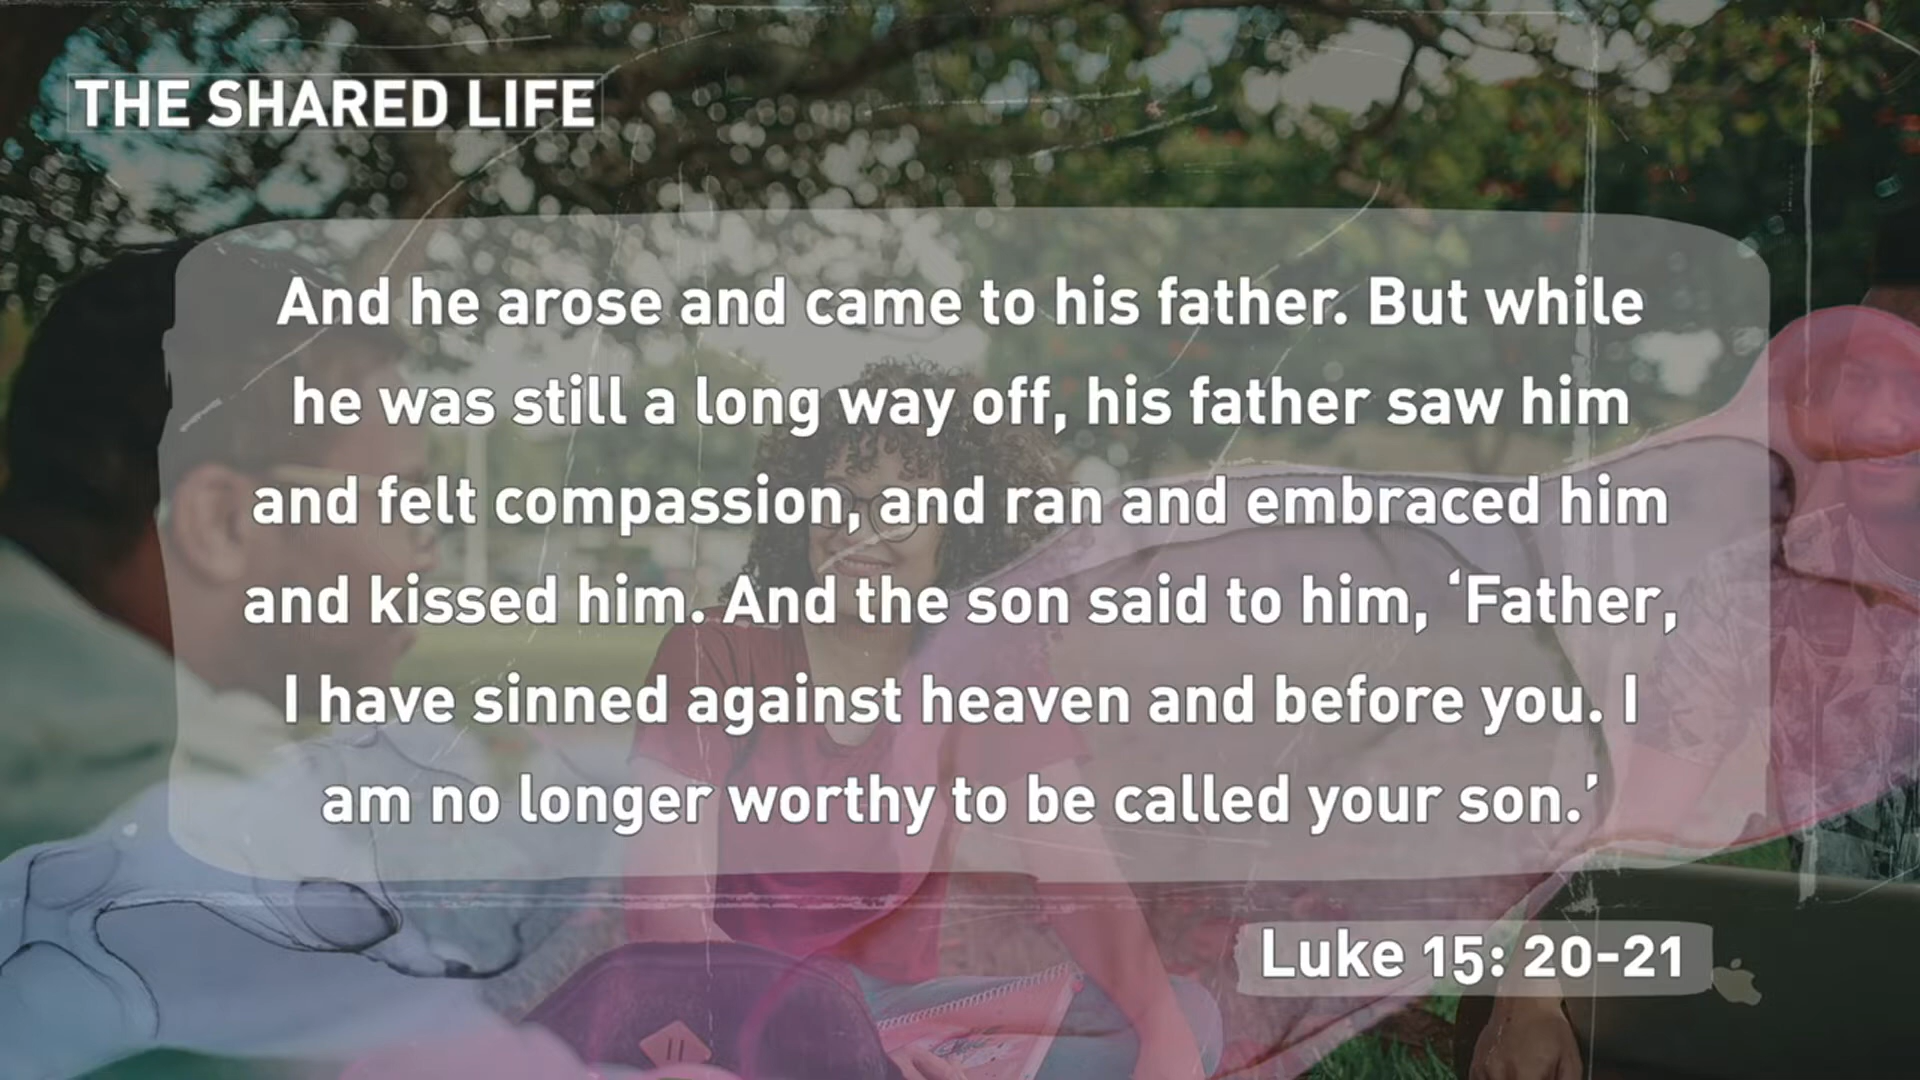 THE SHARED LIFE
And he arose and came to his father. But while
he was still a long way off, his father saw him
and felt compassion, and ran and embraced him
and kissed him. And the son said to him, ‘Father,
I have sinned against heaven and before you. I
am no longer worthy to be called your son.’
Luke 15: 20-21